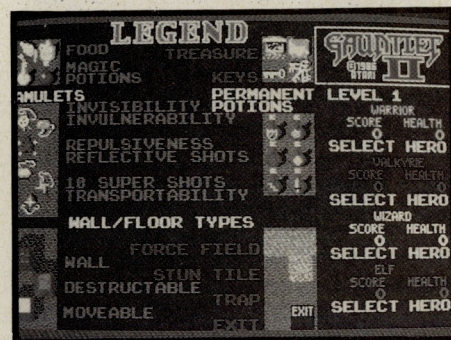 LEGEND
FOOD
TREASURE
MAGIC
POTIONS
KEYS
AMULETS
PERMANENT
POTIONS
INVISIBILITY
INVULNERABILITY
REPULSIVENESS
REFLECTIVE SHOTS
10 SUPER SHOTS
TRANSPORTABILITY
WALL/FLOOR TYPES
FORCE FIELD
WALL
STUN TILE
DESTRUCTABLE
TRAP
MOVEABLE
EXIT
EXIT
GAUNTLET
©1986
ATARI
II
LEVEL 1
WARRIOR
SCORE HEALTH
0 0
SELECT HERO
VALKYRIE
SCORE HEALTH
0 0
SELECT HERO
WIZARD
SCORE HEALTH
0 0
SELECT HERO
ELF
SCORE HEALTH
0 0
SELECT HERO